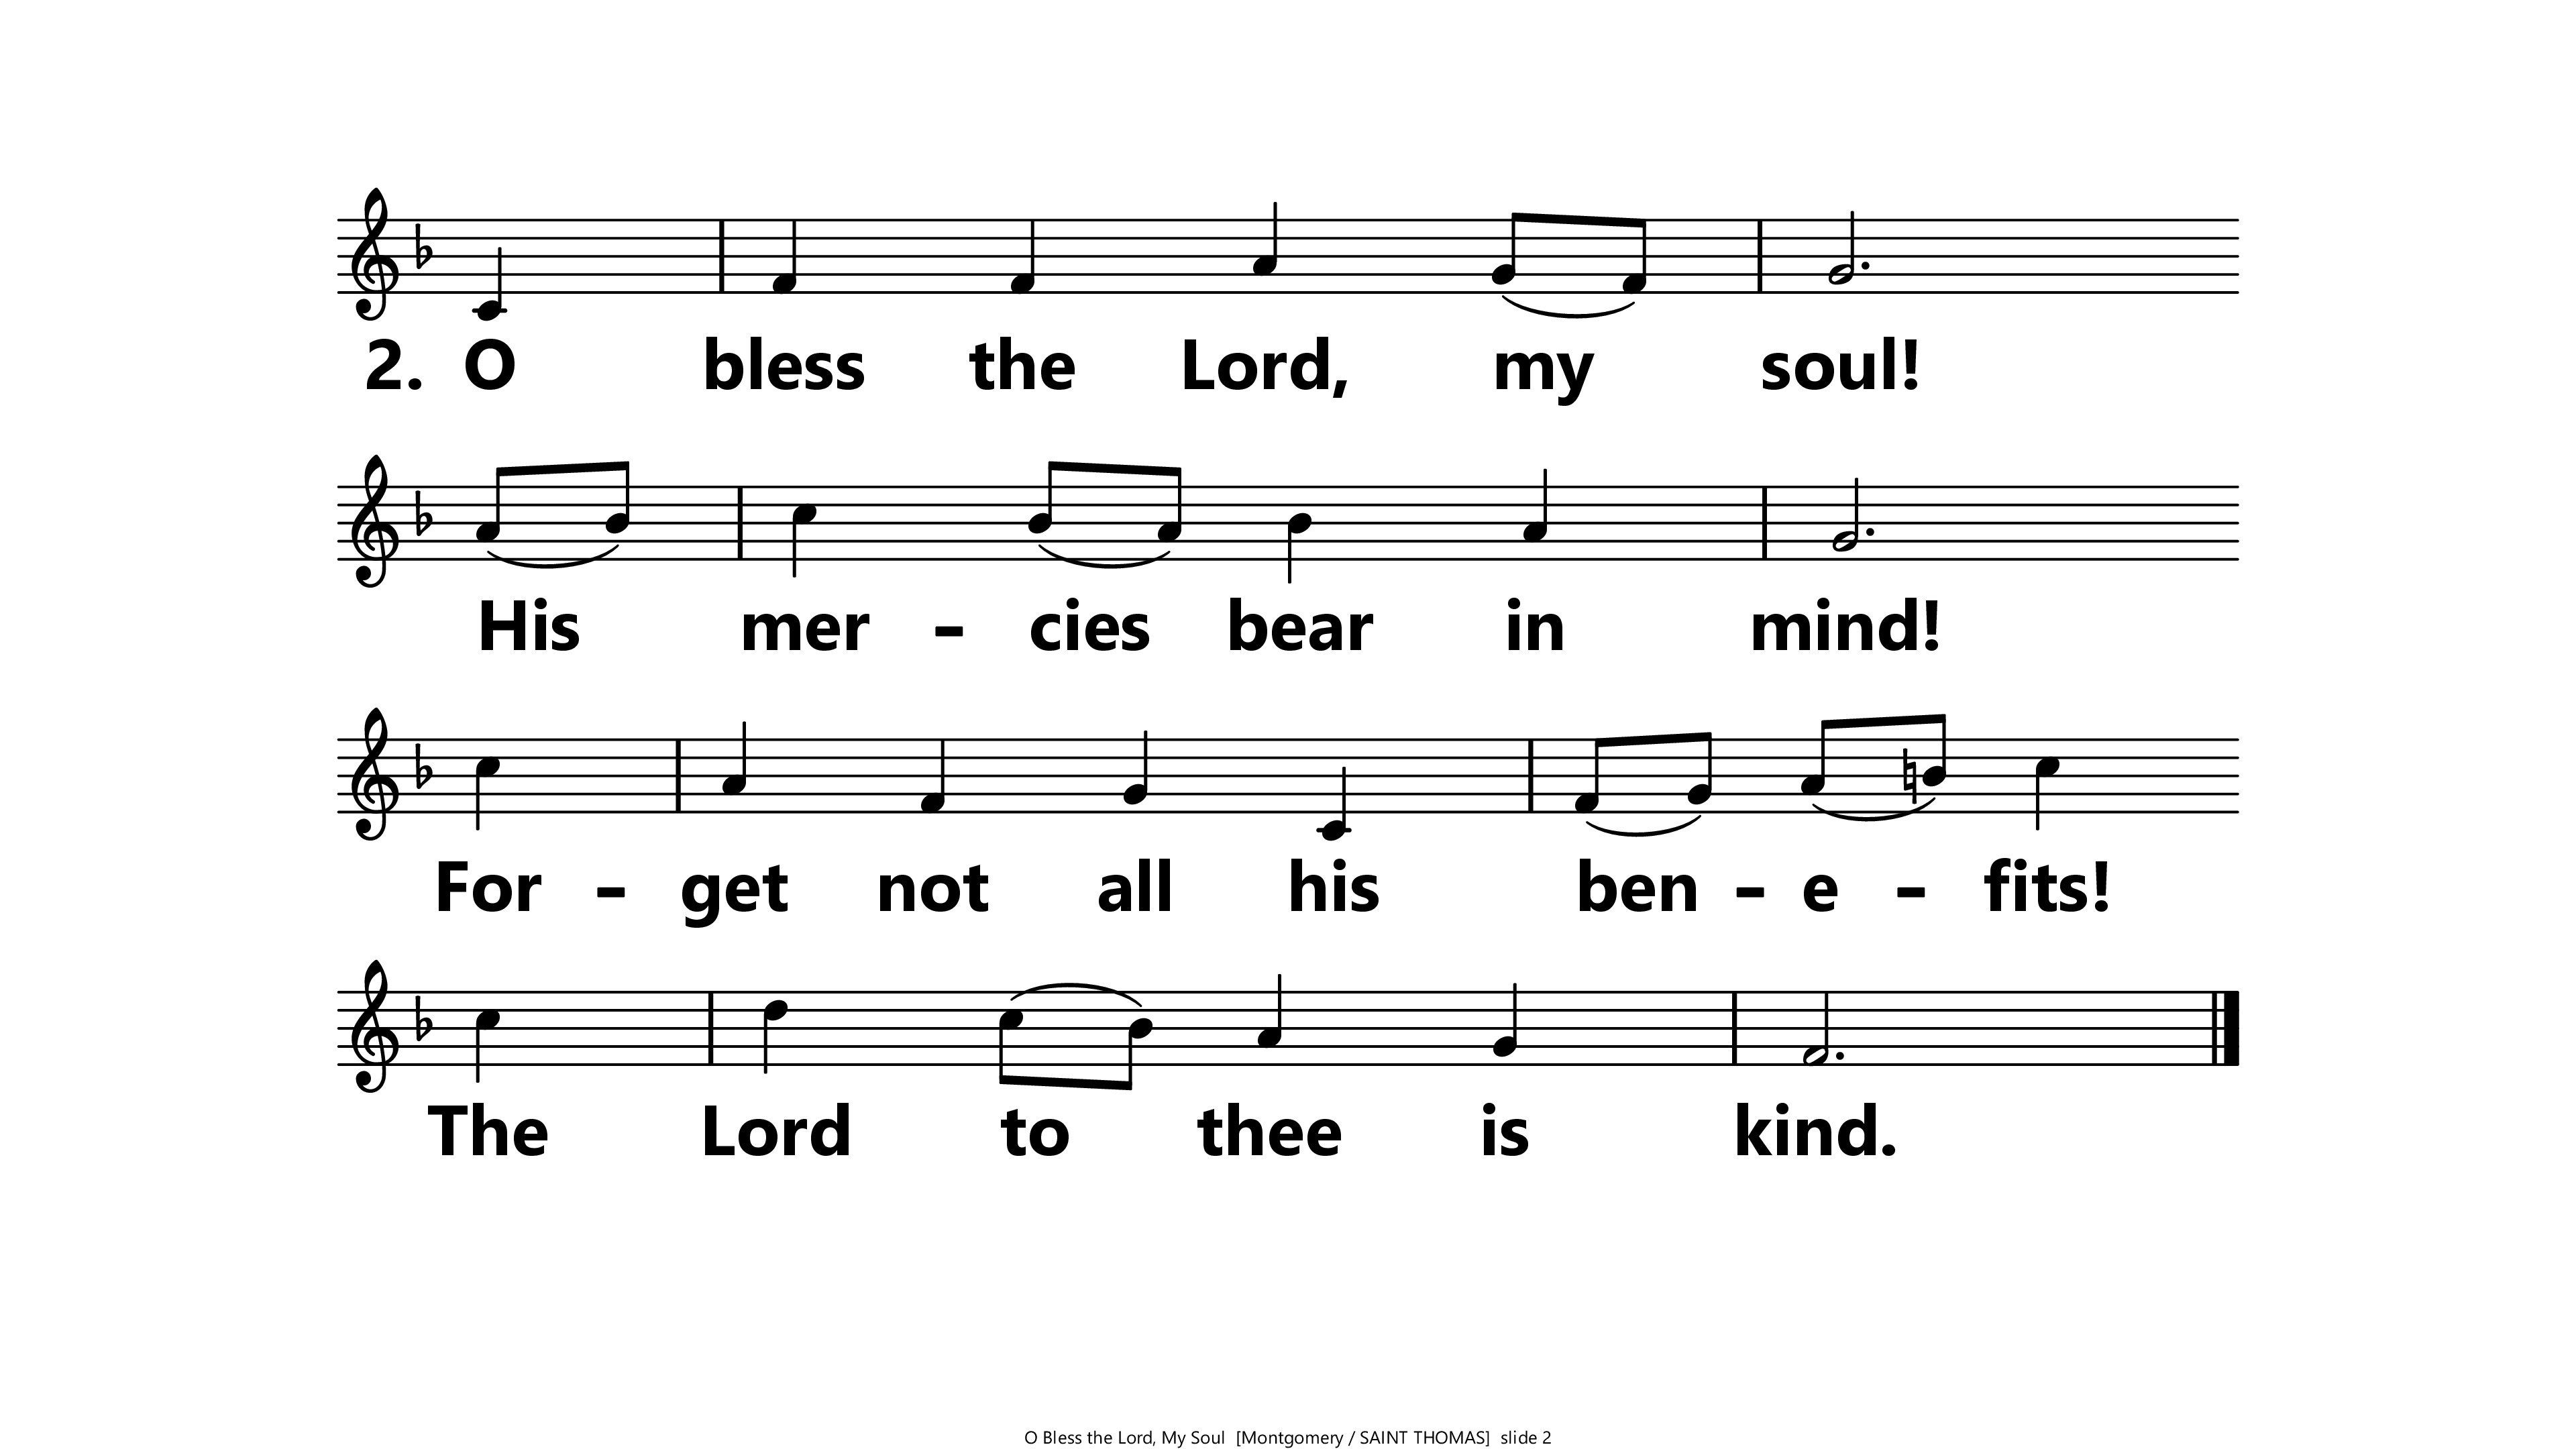 2. O bless the Lord, my soul!
His mer - cies bear in mind!
For - get not all his ben - e - fits!
The Lord to thee is kind.
O Bless the Lord, My Soul [Montgomery / SAINT THOMAS] slide 2